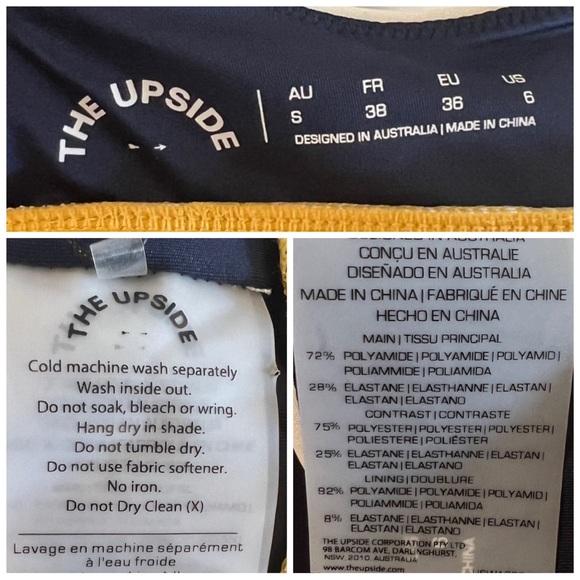 THE UPSIDE
AU FR EU US
S 38 36 6
DESIGNED IN AUSTRALIA | MADE IN CHINA
THE UPSIDE
Cold machine wash separately
Wash inside out.
Do not soak, bleach or wring.
Hang dry in shade.
Do not tumble dry.
Do not use fabric softener.
No iron.
Do not Dry Clean (X)
Lavage en machine séparément
à l'eau froide
DESIGNED IN AUSTRALIA
CONÇU EN AUSTRALIE
DISEÑADO EN AUSTRALIA
MADE IN CHINA | FABRIQUÉ EN CHINE
HECHO EN CHINA
MAIN | TISSU PRINCIPAL
72% POLYAMIDE | POLYAMIDE | POLYAMID |
POLIAMMIDE | POLIAMIDA
28% ELASTANE | ELASTHANNE | ELASTAN |
ELASTAN | ELASTANO
CONTRAST | CONTRASTE
75% POLYESTER | POLYESTER | POLYESTER |
POLIESTERE | POLIÉSTER
25% ELASTANE | ELASTHANNE | ELASTAN |
ELASTAN | ELASTANO
LINING | DOUBLURE
92% POLYAMIDE | POLYAMIDE | POLYAMID |
POLIAMMIDE | POLIAMIDA
8% ELASTANE | ELASTHANNE | ELASTAN |
ELASTAN | ELASTANO
THE UPSIDE CORPORATION PTY LTD
98 BARCOM AVE, DARLINGHURST,
NSW, 2010, AUSTRALIA
www.theupside.com